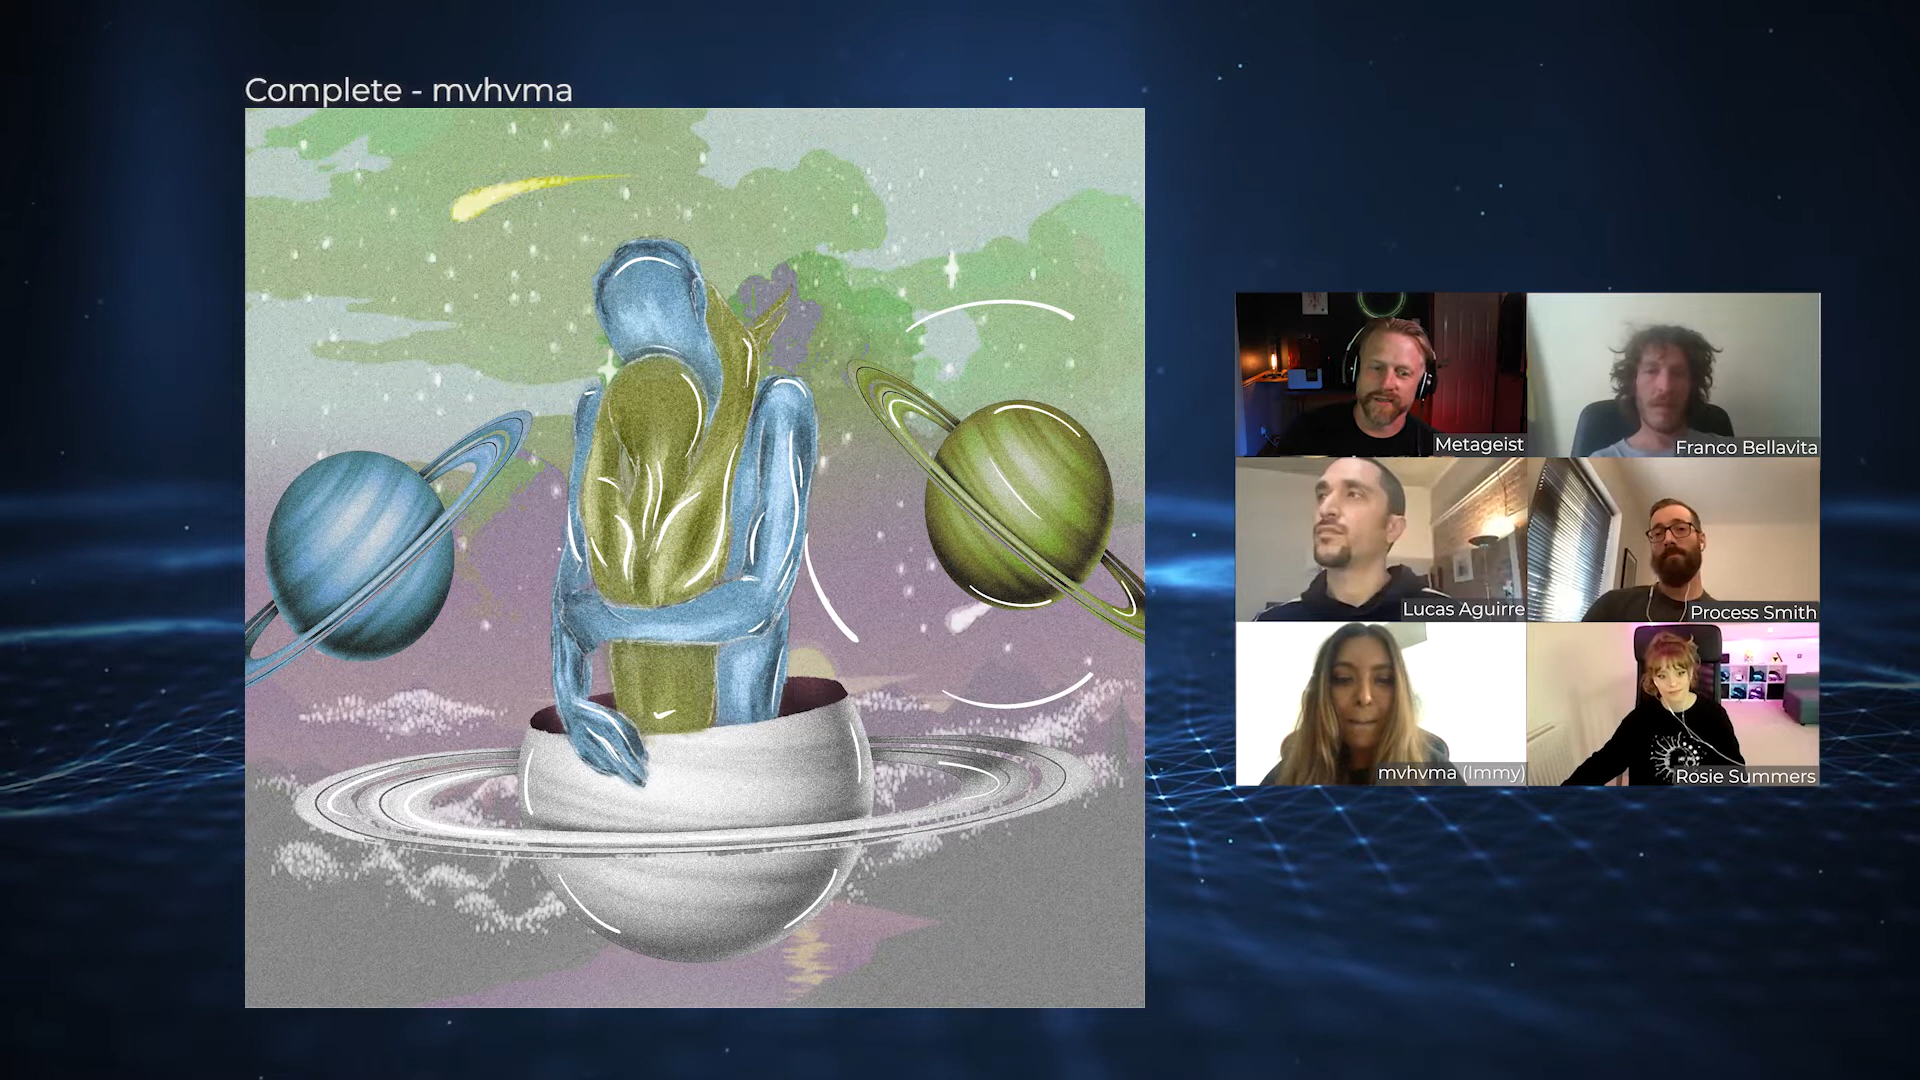 Complete - mvhvma
Metageist
Franco Bellavita
Lucas Aguirre
Process Smith
mvhvma (Immy)
Rosie Summers